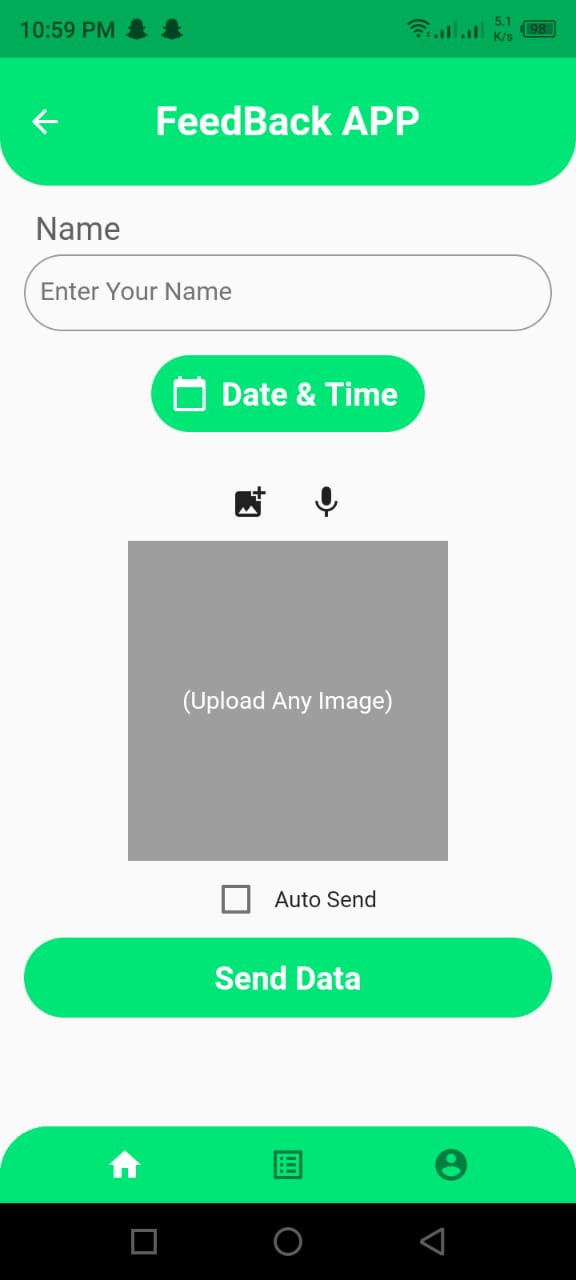 10:59 PM
5.1
K/s
98
FeedBack APP
Name
Enter Your Name
Date & Time
(Upload Any Image)
Auto Send
Send Data